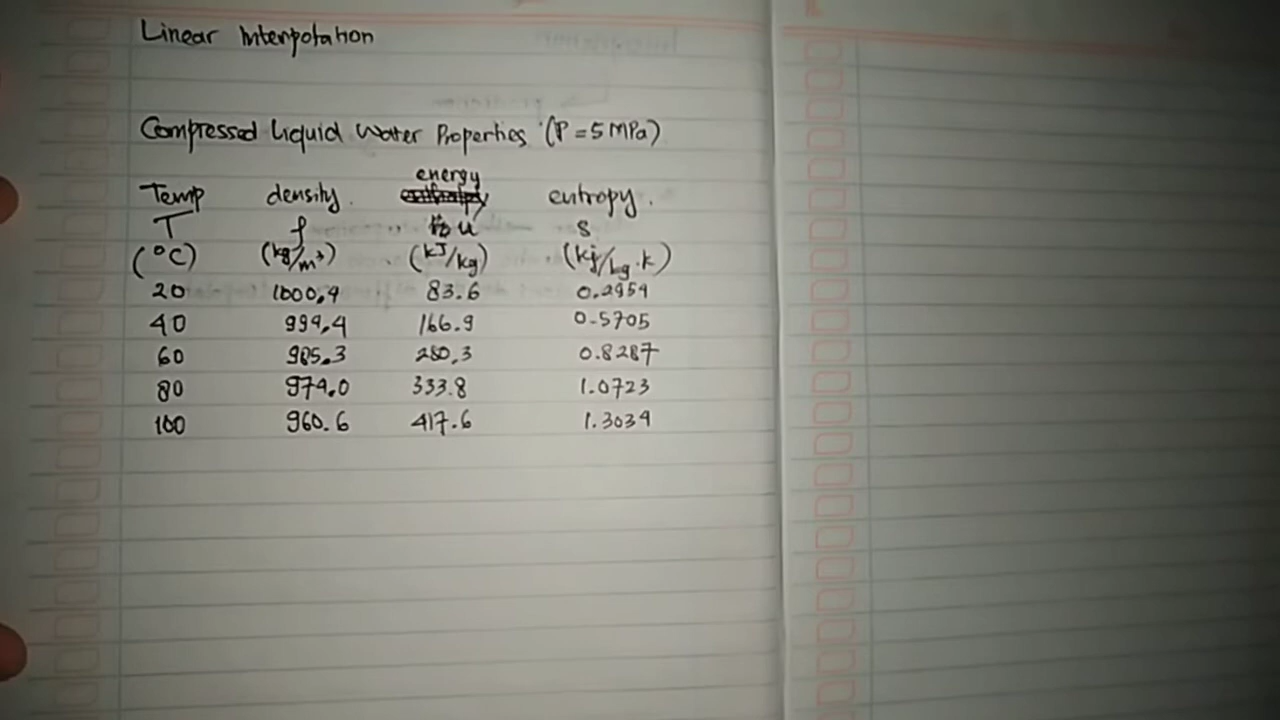 Linear Interpolation
Compressed Liquid Water Properties (P = 5 MPa)
energy
Temp density. entropy.
T ρ u s
(°C) (kg/m³) (kJ/kg) (kj/kg.k)
20 1000,4 83.6 0.2954
40 994,4 166.9 0.5705
60 985.3 250,3 0.8287
80 974.0 333.8 1.0723
100 960.6 417.6 1.3034